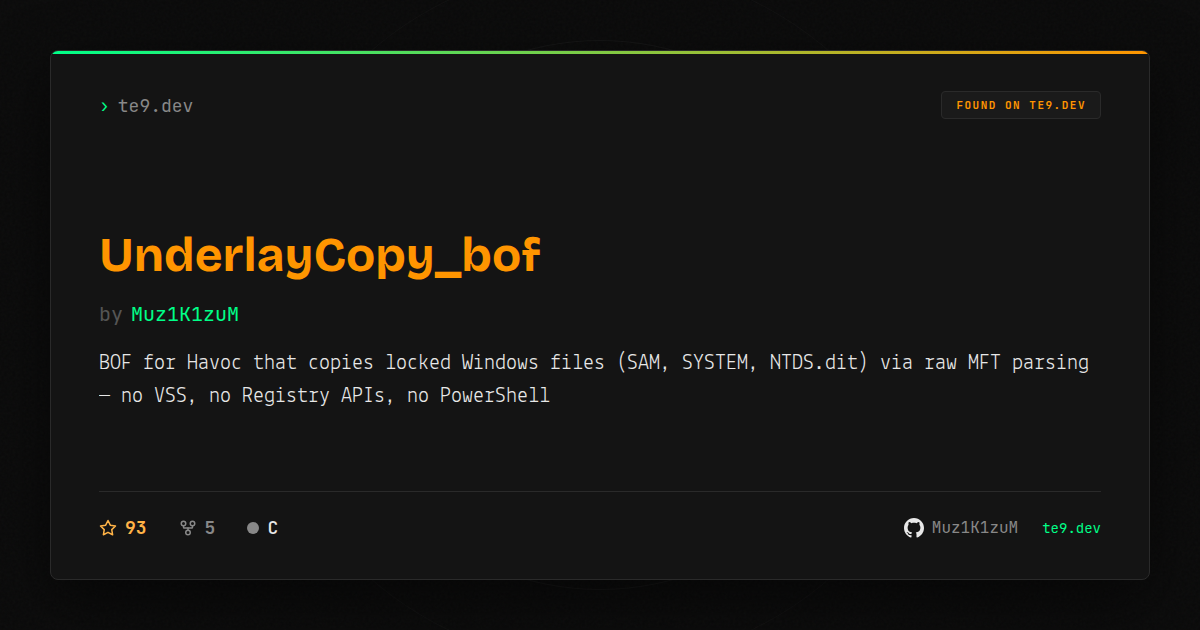 › te9.dev
FOUND ON TE9.DEV
UnderlayCopy_bof
by Muz1K1zuM
BOF for Havoc that copies locked Windows files (SAM, SYSTEM, NTDS.dit) via raw MFT parsing
— no VSS, no Registry APIs, no PowerShell
93 5 C Muz1K1zuM te9.dev